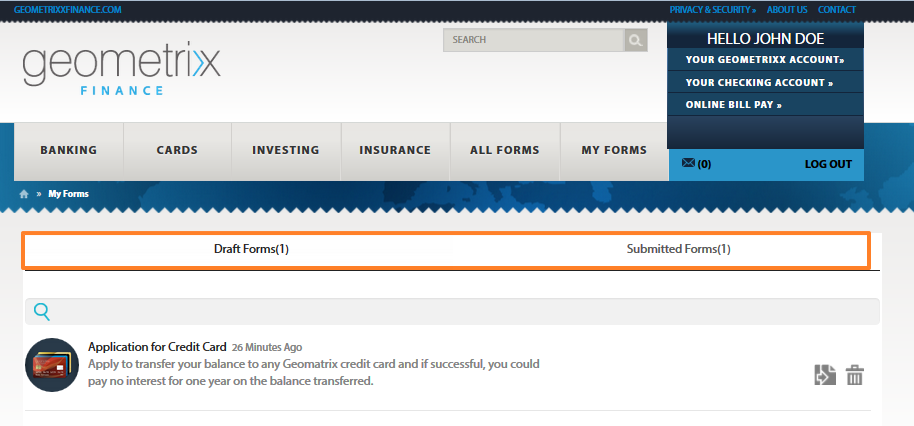 GEOMETRIXXFINANCE.COM PRIVACY & SECURITY » ABOUT US CONTACT
geometrixx
FINANCE
SEARCH
HELLO JOHN DOE
YOUR GEOMETRIXX ACCOUNT»
YOUR CHECKING ACCOUNT »
ONLINE BILL PAY »
(0) LOG OUT
BANKING CARDS INVESTING INSURANCE ALL FORMS MY FORMS
» My Forms
Draft Forms(1) Submitted Forms(1)
Application for Credit Card 26 Minutes Ago
Apply to transfer your balance to any Geomatrix credit card and if successful, you could
pay no interest for one year on the balance transferred.